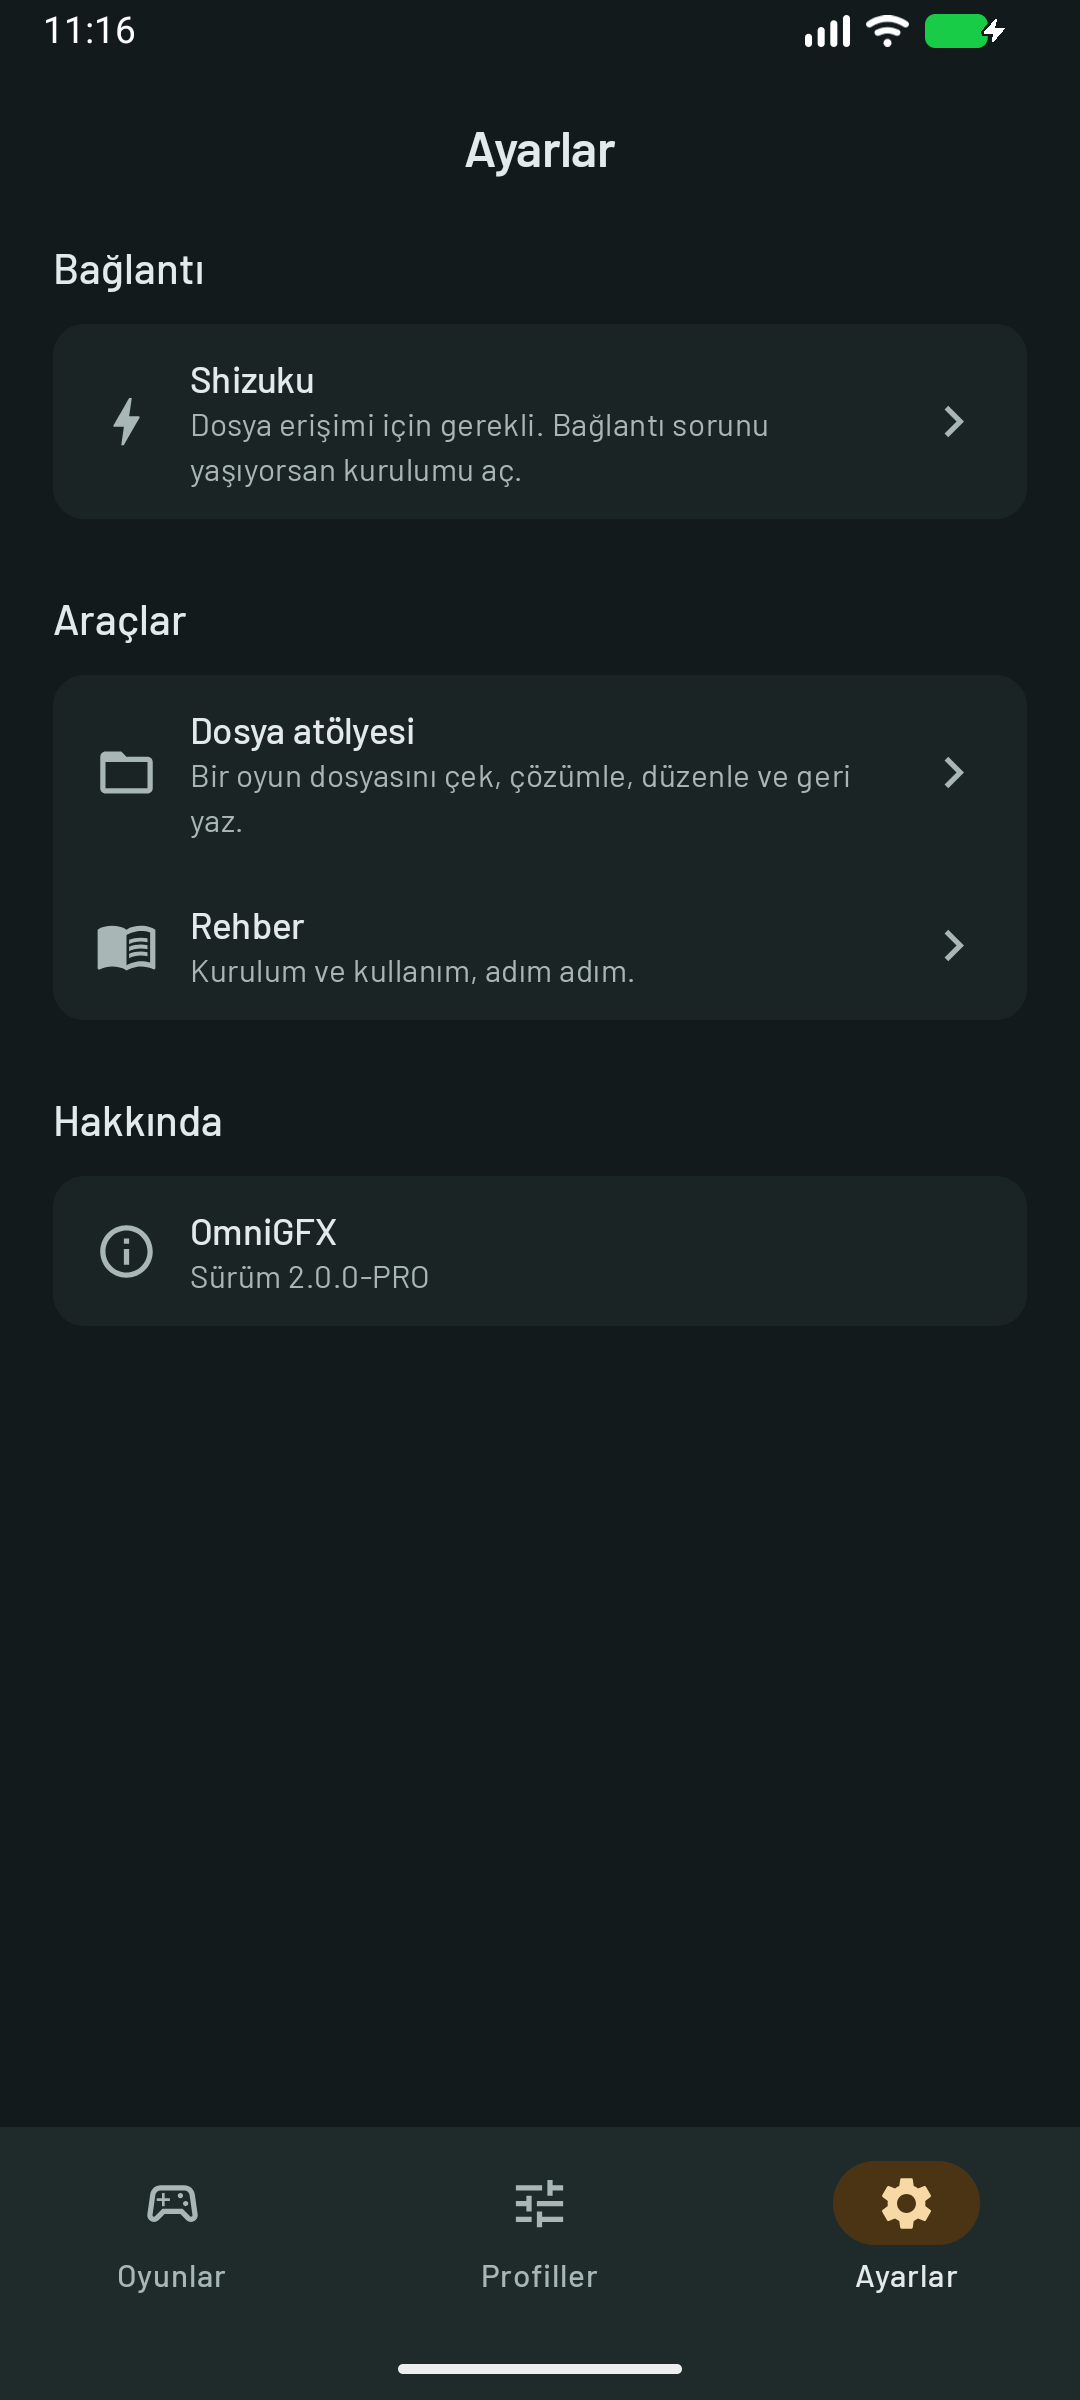 11:16
Ayarlar
Bağlantı
Shizuku
Dosya erişimi için gerekli. Bağlantı sorunu
yaşıyorsan kurulumu aç.
Araçlar
Dosya atölyesi
Bir oyun dosyasını çek, çözümle, düzenle ve geri
yaz.
Rehber
Kurulum ve kullanım, adım adım.
Hakkında
OmniGFX
Sürüm 2.0.0-PRO
Oyunlar
Profiller
Ayarlar